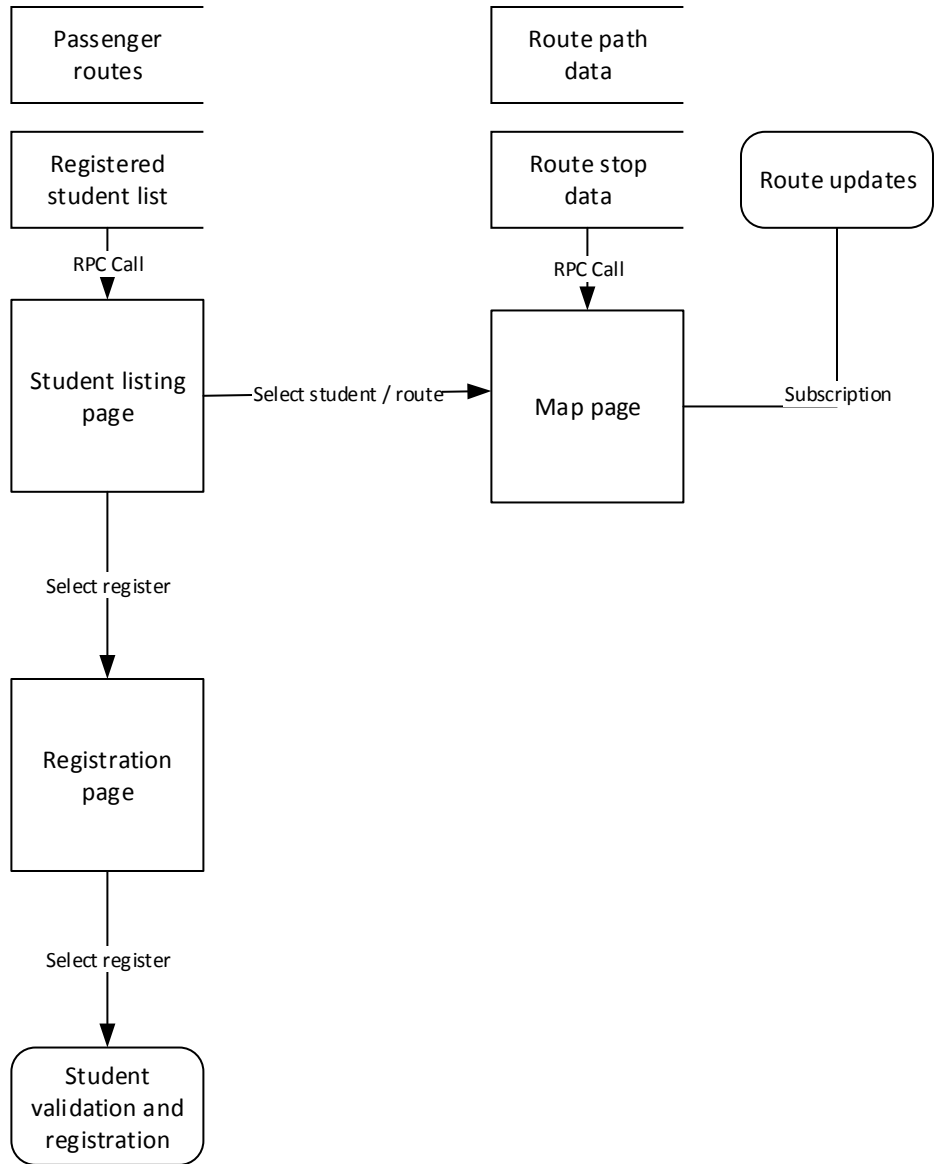 Passenger
routes
Route path
data
Registered
student list
Route stop
data
Route updates
RPC Call
RPC Call
Student listing
page
Select student / route
Map page
Subscription
Select register
Registration
page
Select register
Student
validation and
registration